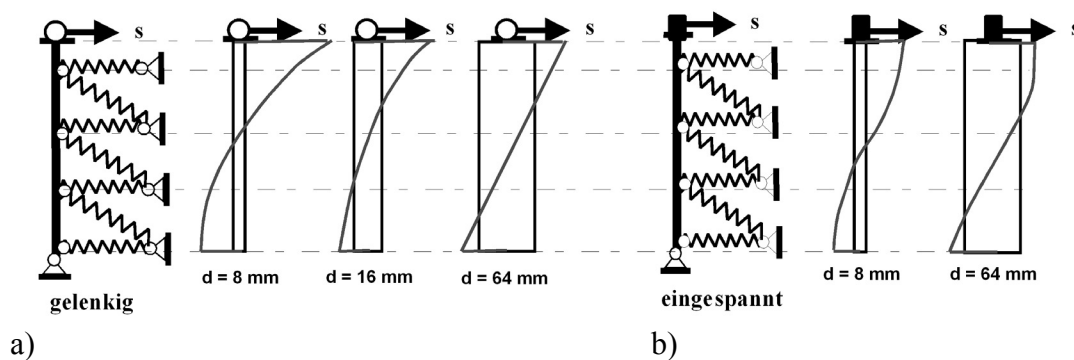 s s s s s s s
d = 8 mm d = 16 mm d = 64 mm d = 8 mm d = 64 mm
gelenkig eingespannt
a) b)